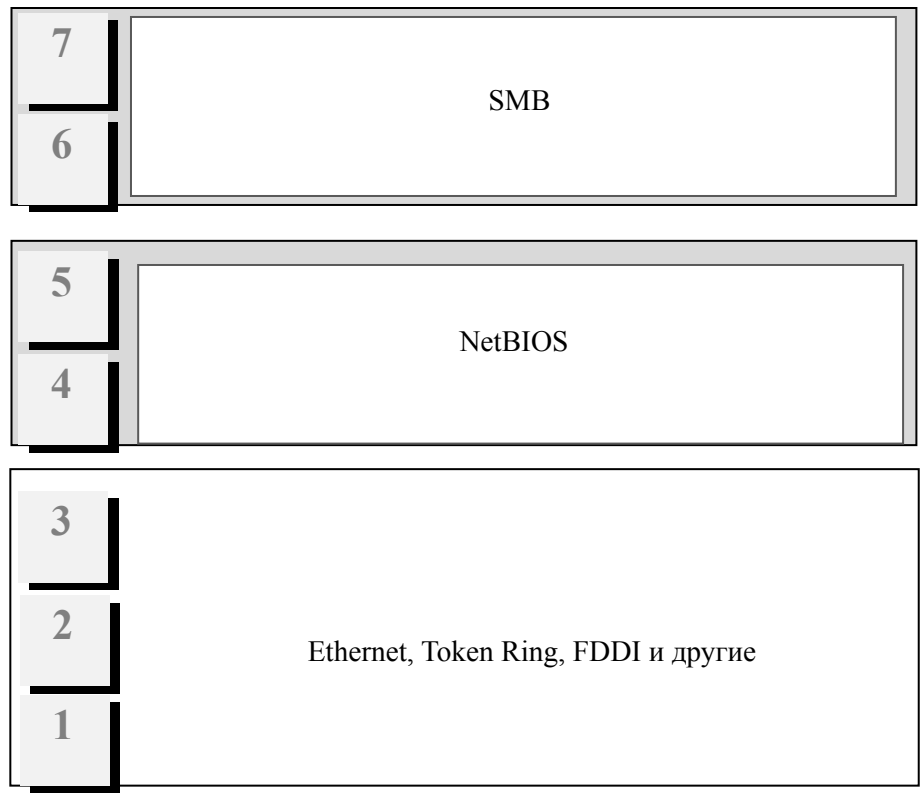 7
SMB
6
5
NetBIOS
4
3
2
Ethernet, Token Ring, FDDI и другие
1